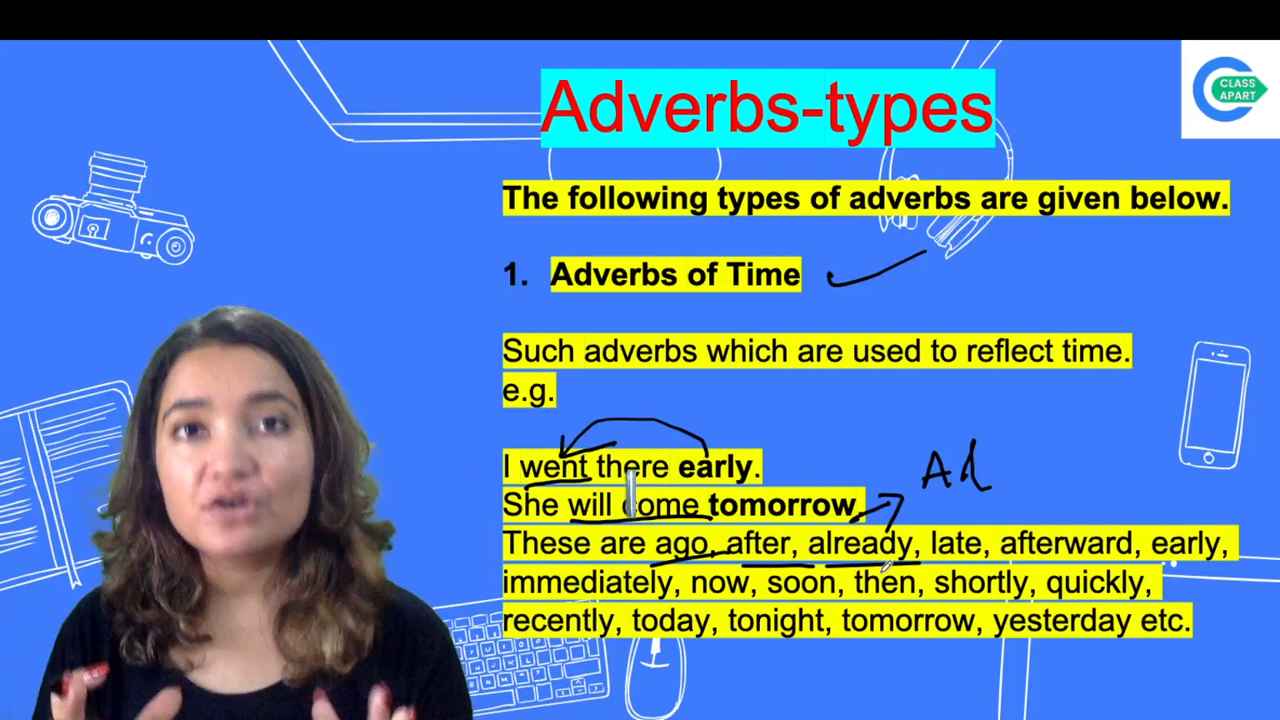 CLASS
APART
Adverbs-types
The following types of adverbs are given below.
1. Adverbs of Time
Such adverbs which are used to reflect time.
e.g.
I went there early.
She will come tomorrow.
Ad
These are ago, after, already, late, afterward, early,
immediately, now, soon, then, shortly, quickly,
recently, today, tonight, tomorrow, yesterday etc.